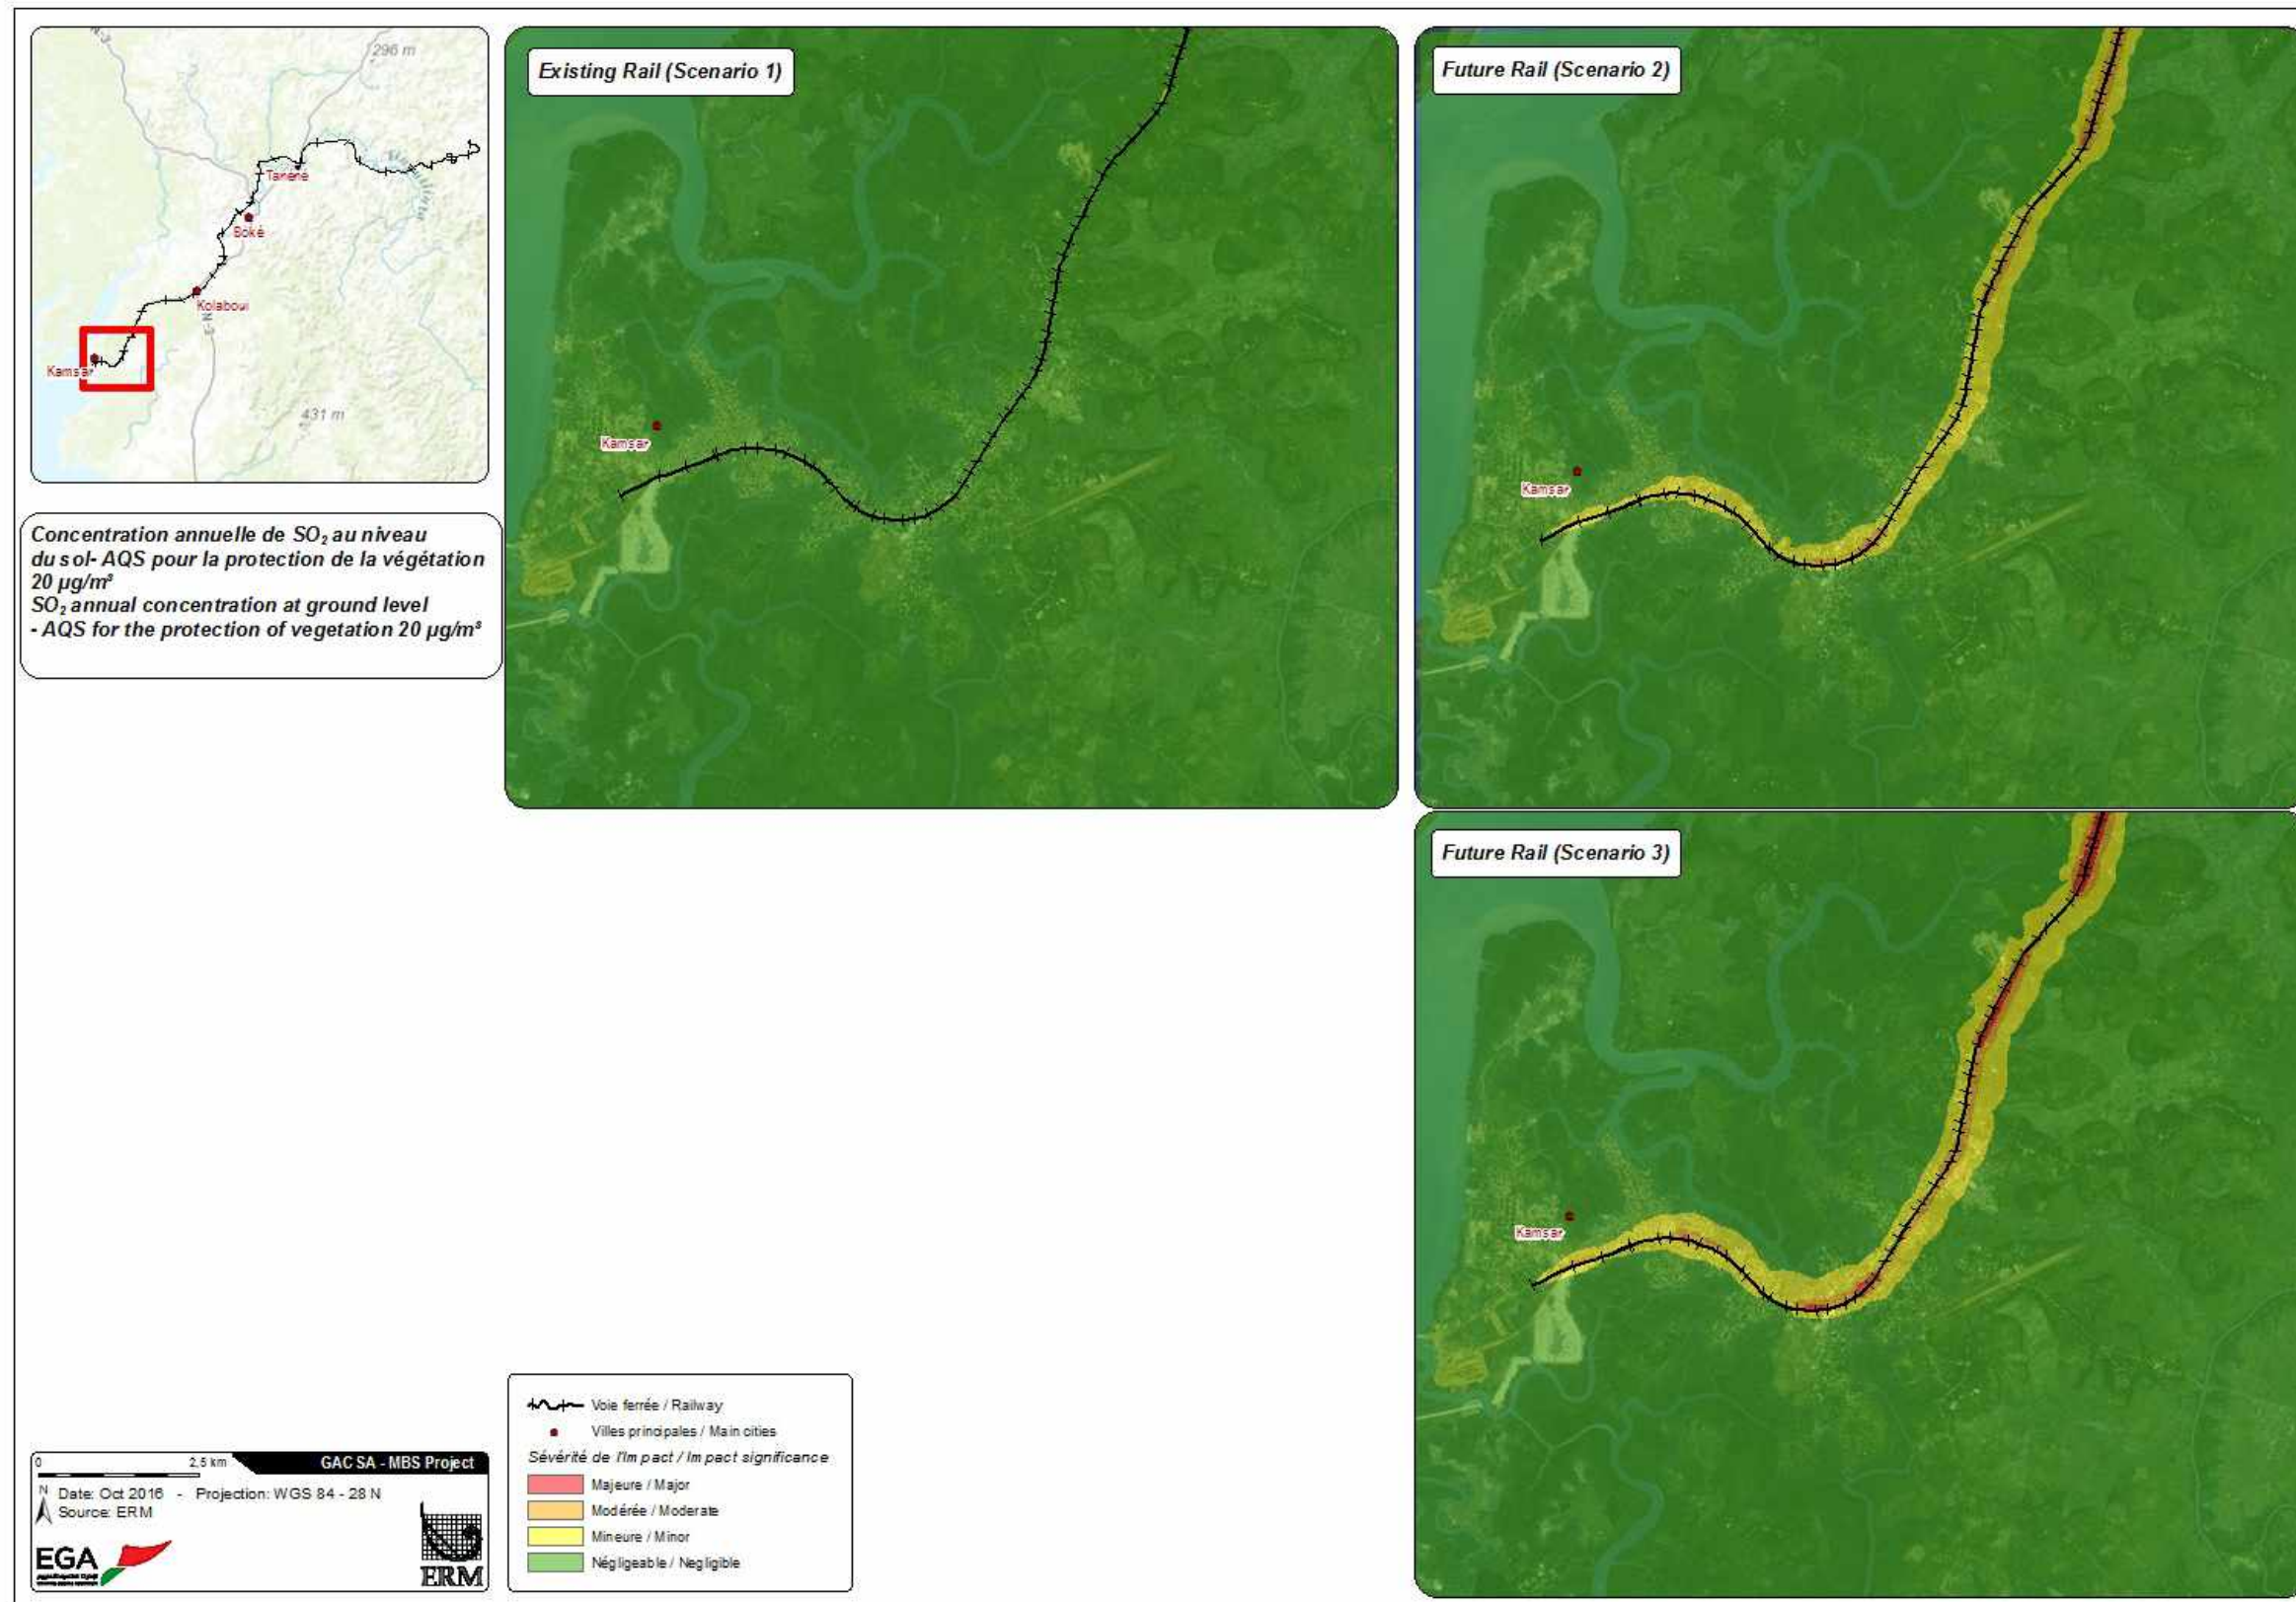 N-3
296 m
Tanènè
Boké
Kolaboui
N-3
Kamsar
431 m
Concentration annuelle de SO₂ au niveau
du sol- AQS pour la protection de la végétation
20 µg/m³
SO₂ annual concentration at ground level
- AQS for the protection of vegetation 20 µg/m³
Existing Rail (Scenario 1)
Kamsar
Future Rail (Scenario 2)
Kamsar
Future Rail (Scenario 3)
Kamsar
Voie ferrée / Railway
Villes principales / Main cities
Sévérité de l'Impact / Impact significance
Majeure / Major
Modérée / Moderate
Mineure / Minor
Négligeable / Negligible
0 2,5 km
GAC SA - MBS Project
N
Date: Oct 2016 - Projection: WGS 84 - 28 N
Source: ERM
EGA
ERM